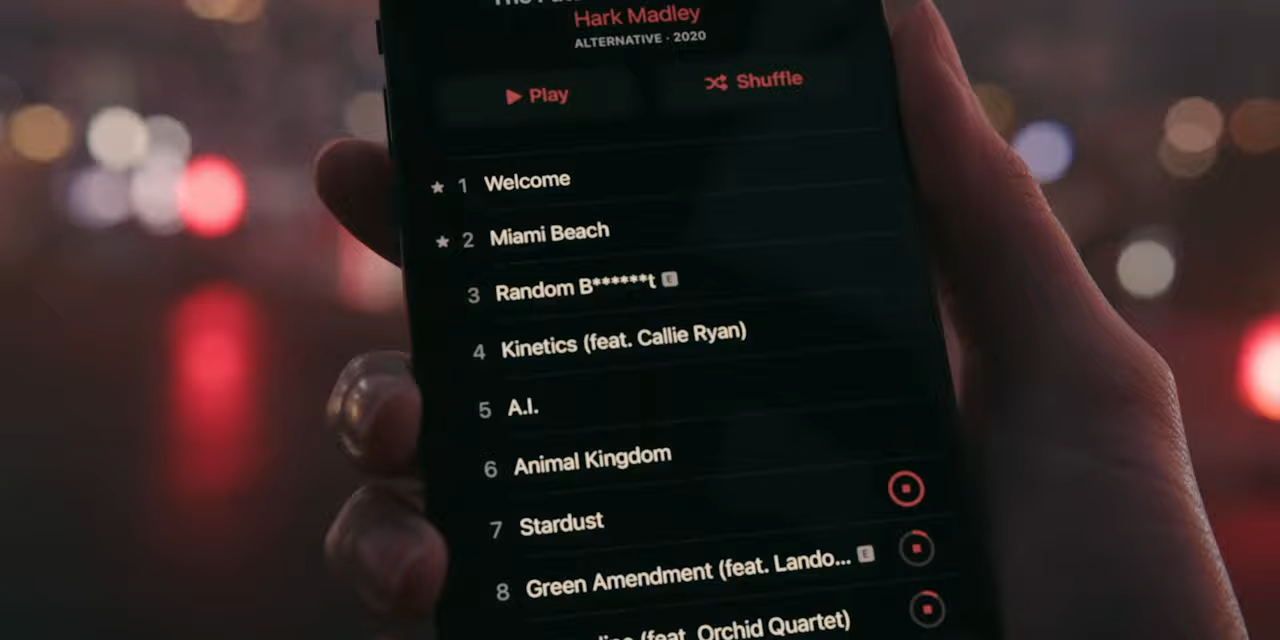 The
Hark Madley
ALTERNATIVE · 2020
Play
Shuffle
★ 1 Welcome
★ 2 Miami Beach
3 Random B******t E
4 Kinetics (feat. Callie Ryan)
5 A.I.
6 Animal Kingdom
7 Stardust
8 Green Amendment (feat. Lando... E
(feat. Orchid Quartet)